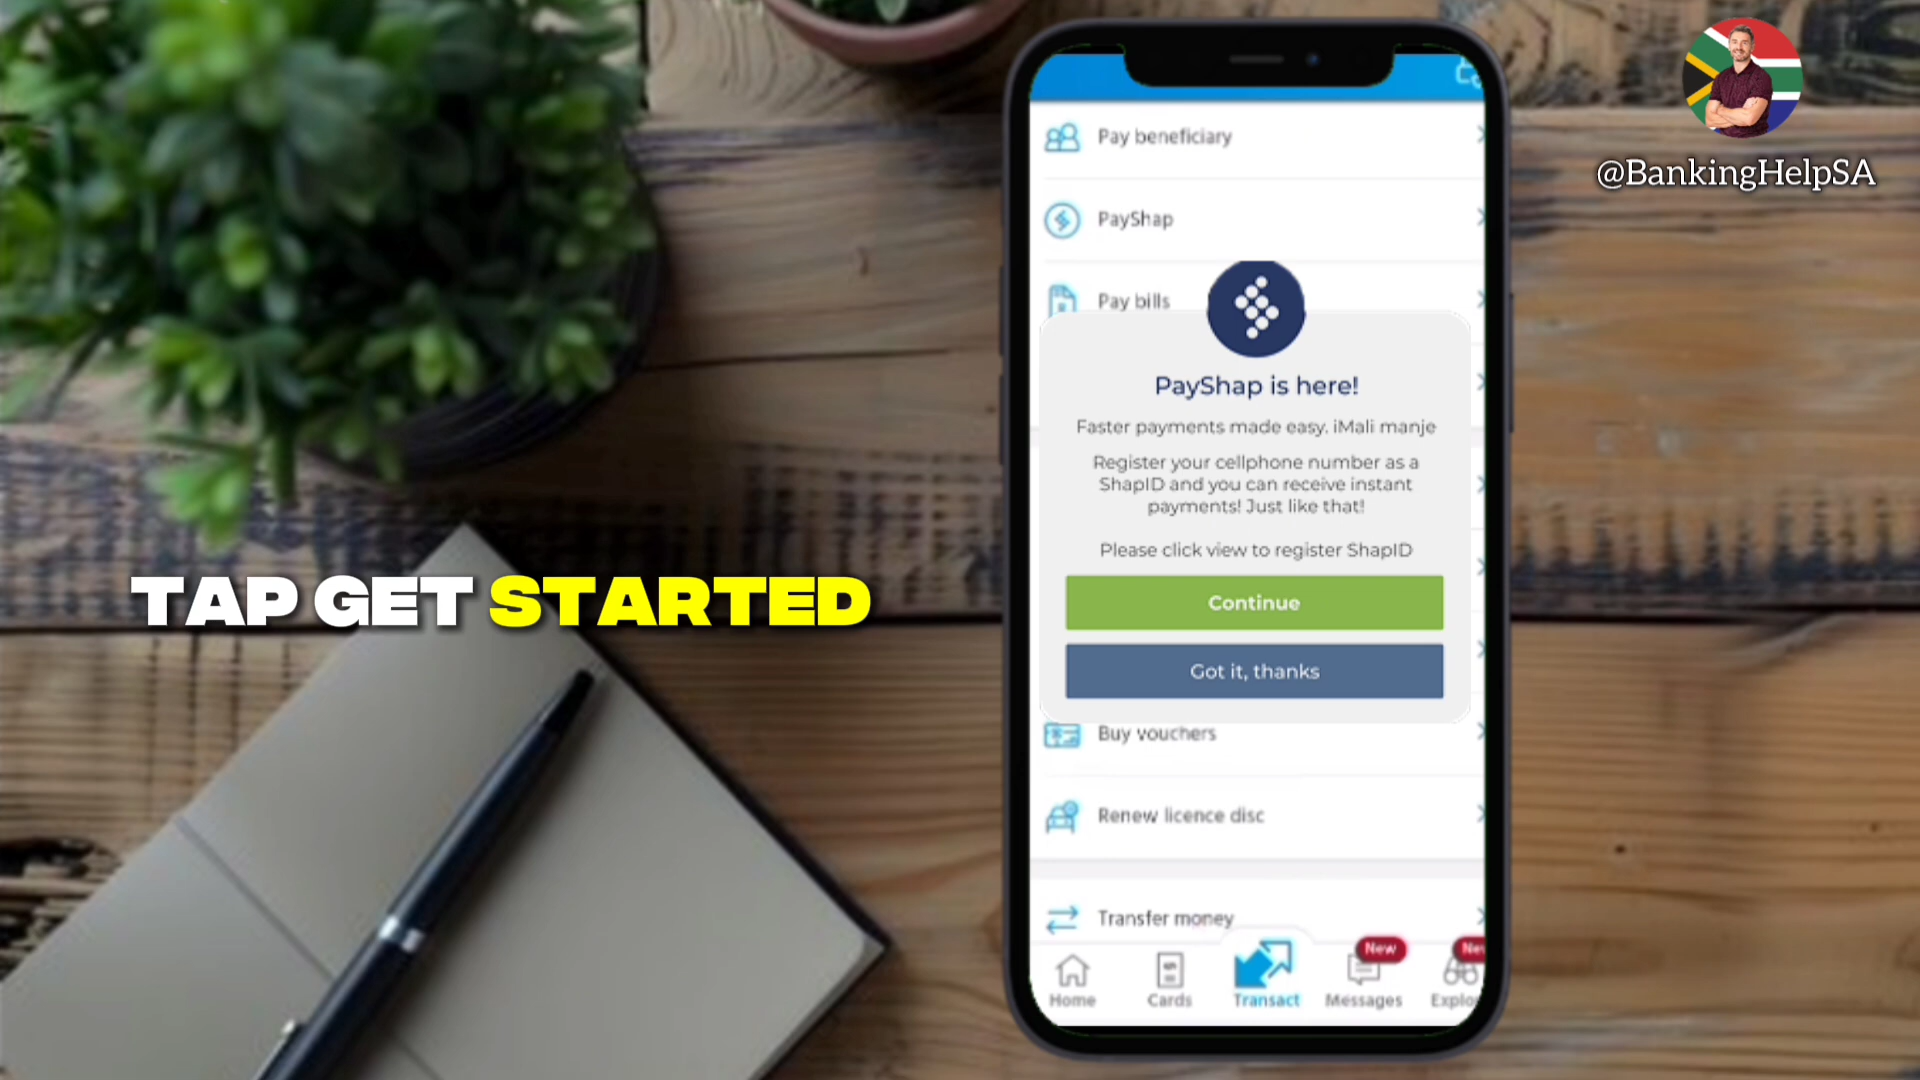 @BankingHelpSA
TAP GET STARTED
Pay beneficiary
PayShap
Pay bills
PayShap is here!
Faster payments made easy. iMali manje
Register your cellphone number as a
ShapID and you can receive instant
payments! Just like that!
Please click view to register ShapID
Continue
Got it, thanks
Buy vouchers
Renew licence disc
Transfer money
New
Home
Cards
Transact
Messages